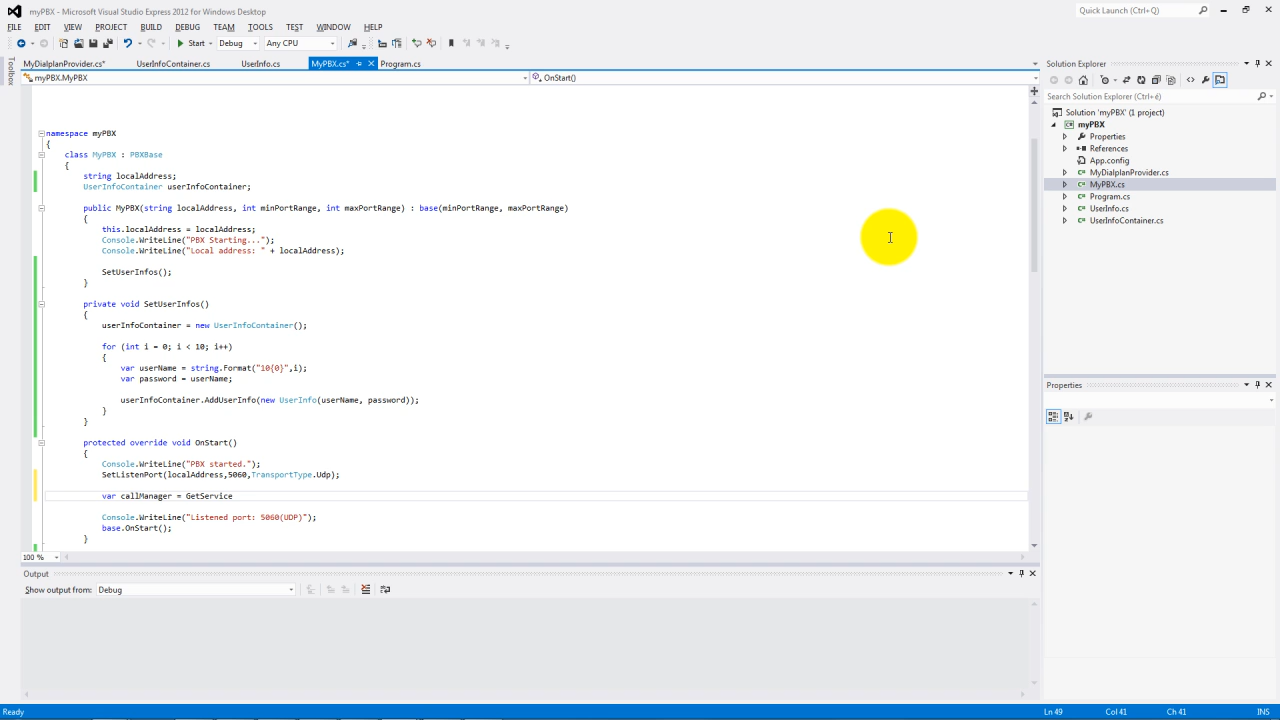 myPBX - Microsoft Visual Studio Express 2012 for Windows Desktop
Quick Launch (Ctrl+Q)
FILE EDIT VIEW PROJECT BUILD DEBUG TEAM TOOLS TEST WINDOW HELP
Start Debug Any CPU
Toolbox
MyDialplanProvider.cs* UserInfoContainer.cs UserInfo.cs MyPBX.cs* Program.cs
myPBX.MyPBX OnStart()
namespace myPBX
{
class MyPBX : PBXBase
{
string localAddress;
UserInfoContainer userInfoContainer;
public MyPBX(string localAddress, int minPortRange, int maxPortRange) : base(minPortRange, maxPortRange)
{
this.localAddress = localAddress;
Console.WriteLine("PBX Starting...");
Console.WriteLine("Local address: " + localAddress);
SetUserInfos();
}
private void SetUserInfos()
{
userInfoContainer = new UserInfoContainer();
for (int i = 0; i < 10; i++)
{
var userName = string.Format("10{0}",i);
var password = userName;
userInfoContainer.AddUserInfo(new UserInfo(userName, password));
}
}
protected override void OnStart()
{
Console.WriteLine("PBX started.");
SetListenPort(localAddress,5060,TransportType.Udp);
var callManager = GetService
Console.WriteLine("Listened port: 5060(UDP)");
base.OnStart();
}
100 %
Output
Show output from: Debug
Solution Explorer
Search Solution Explorer (Ctrl+é)
Solution 'myPBX' (1 project)
myPBX
Properties
References
App.config
MyDialplanProvider.cs
MyPBX.cs
Program.cs
UserInfo.cs
UserInfoContainer.cs
Properties
Ready Ln 49 Col 41 Ch 41 INS